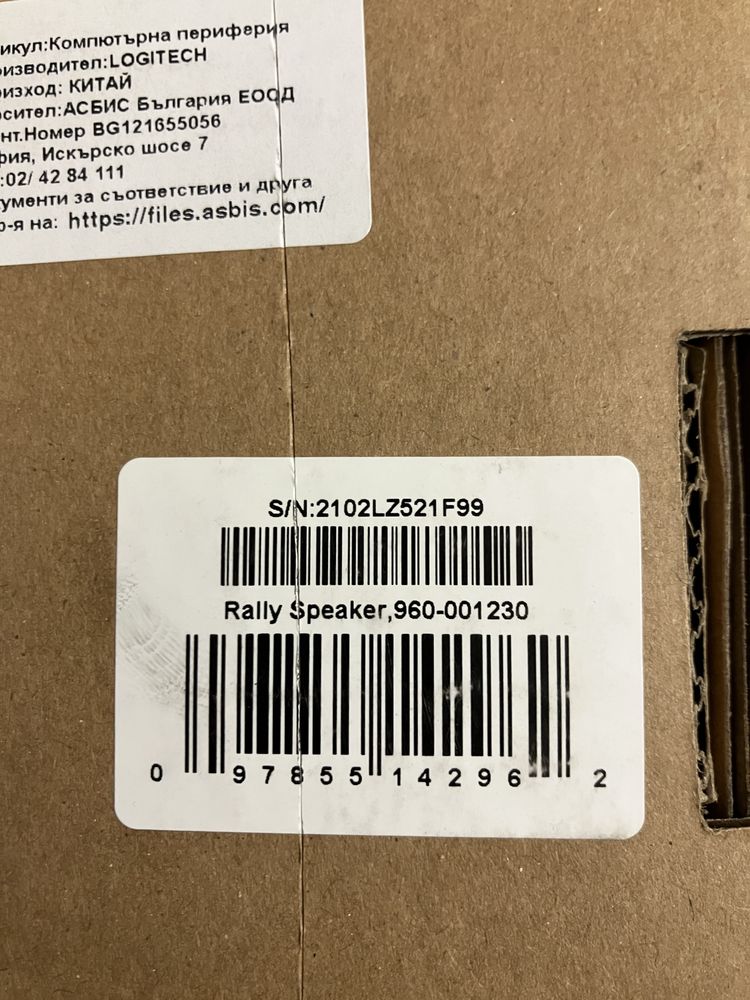 икул:Компютърна периферия
оизводител:LOGITECH
оизход: КИТАЙ
осител:АСБИС България ЕООД
нт.Номер BG121655056
фия, Искърско шосе 7
:02/ 42 84 111
ументи за съответствие и друга
р-я на: https://files.asbis.com/
S/N:2102LZ521F99
Rally Speaker,960-001230
0 97855 14296 2